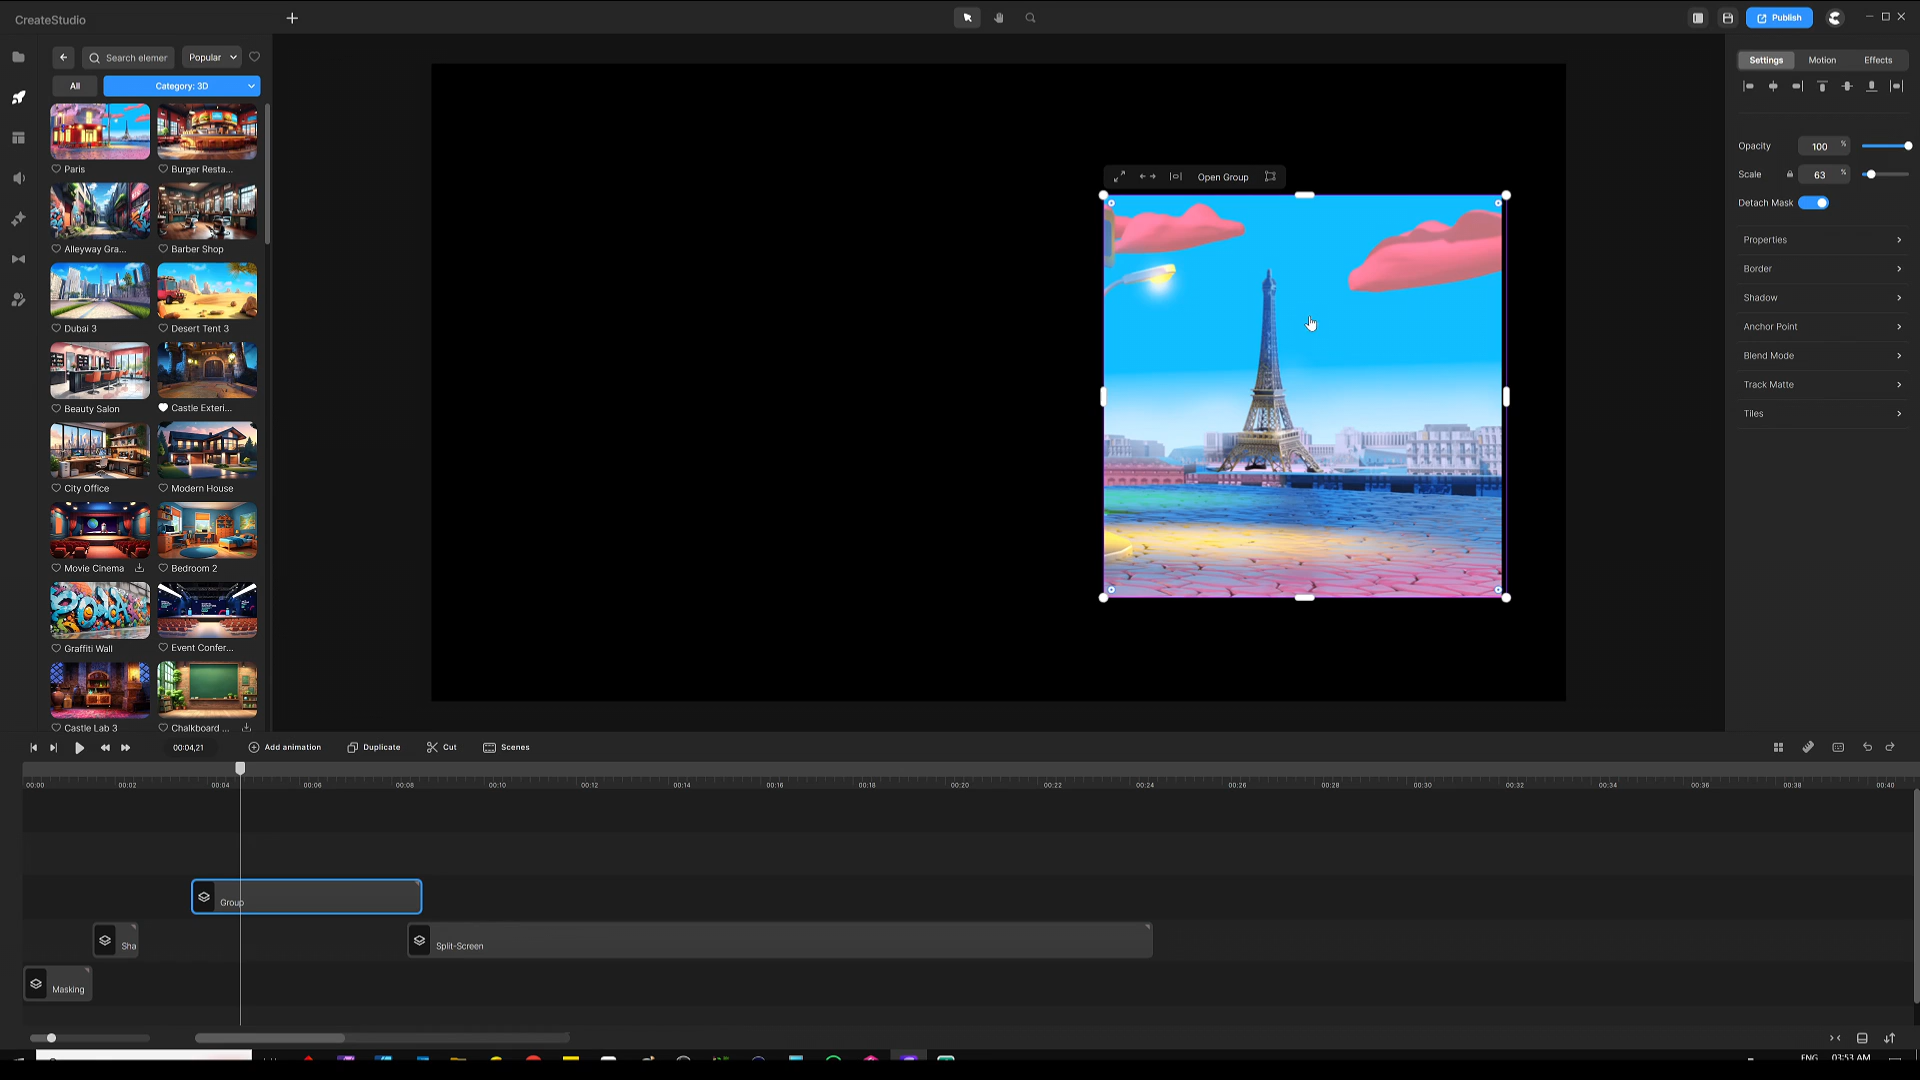 CreateStudio
Publish
Search elemer
Popular
All
Category: 3D
Paris
Burger Resta...
Alleyway Gra...
Barber Shop
Dubai 3
Desert Tent 3
Beauty Salon
Castle Exteri...
City Office
Modern House
Movie Cinema
Bedroom 2
Graffiti Wall
Event Confer...
Castle Lab 3
Chalkboard ...
Open Group
Settings
Motion
Effects
Opacity
100
%
Scale
63
%
Detach Mask
Properties
Border
Shadow
Anchor Point
Blend Mode
Track Matte
Tiles
00:04,21
Add animation
Duplicate
Cut
Scenes
00:00
00:02
00:04
00:06
00:08
00:10
00:12
00:14
00:16
00:18
00:20
00:22
00:24
00:26
00:28
00:30
00:32
00:34
00:36
00:38
00:40
Group
Sha
Split-Screen
Masking
ENG
03:53 AM